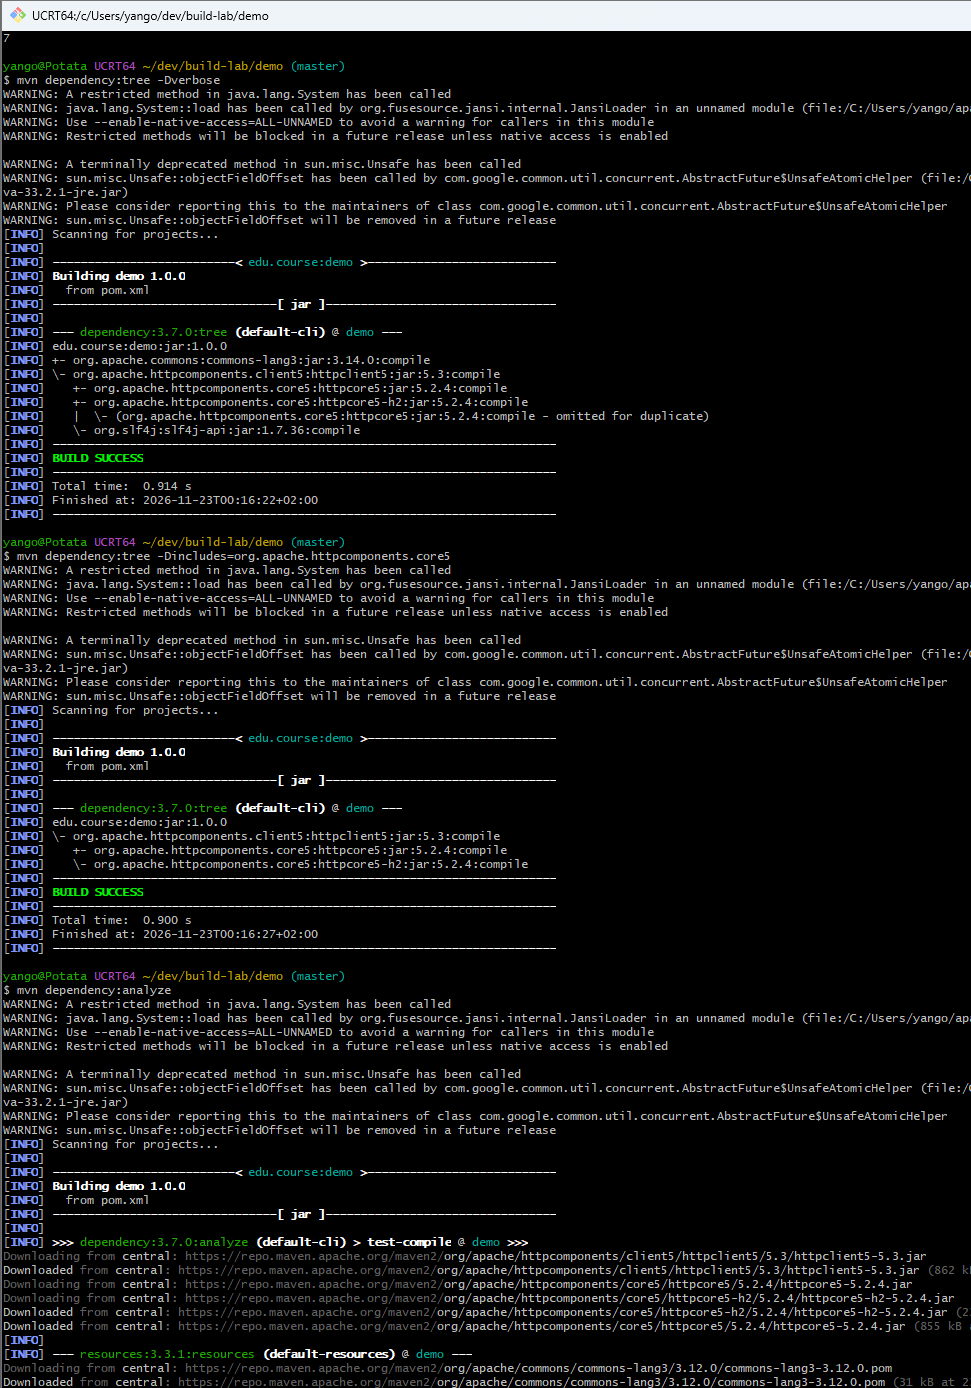 UCRT64:/c/Users/yango/dev/build-lab/demo
7
yango@Potata UCRT64 ~/dev/build-lab/demo (master)
$ mvn dependency:tree -Dverbose
WARNING: A restricted method in java.lang.System has been called
WARNING: java.lang.System::load has been called by org.fusesource.jansi.internal.JansiLoader in an unnamed module (file:/C:/Users/yango/apa
WARNING: Use --enable-native-access=ALL-UNNAMED to avoid a warning for callers in this module
WARNING: Restricted methods will be blocked in a future release unless native access is enabled
WARNING: A terminally deprecated method in sun.misc.Unsafe has been called
WARNING: sun.misc.Unsafe::objectFieldOffset has been called by com.google.common.util.concurrent.AbstractFuture$UnsafeAtomicHelper (file:/C
va-33.2.1-jre.jar)
WARNING: Please consider reporting this to the maintainers of class com.google.common.util.concurrent.AbstractFuture$UnsafeAtomicHelper
WARNING: sun.misc.Unsafe::objectFieldOffset will be removed in a future release
[INFO] Scanning for projects...
[INFO]
[INFO] --------------------------< edu.course:demo >---------------------------
[INFO] Building demo 1.0.0
[INFO]   from pom.xml
[INFO] --------------------------------[ jar ]---------------------------------
[INFO]
[INFO] --- dependency:3.7.0:tree (default-cli) @ demo ---
[INFO] edu.course:demo:jar:1.0.0
[INFO] +- org.apache.commons:commons-lang3:jar:3.14.0:compile
[INFO] \- org.apache.httpcomponents.client5:httpclient5:jar:5.3:compile
[INFO]    +- org.apache.httpcomponents.core5:httpcore5:jar:5.2.4:compile
[INFO]    +- org.apache.httpcomponents.core5:httpcore5-h2:jar:5.2.4:compile
[INFO]    |  \- (org.apache.httpcomponents.core5:httpcore5:jar:5.2.4:compile - omitted for duplicate)
[INFO]    \- org.slf4j:slf4j-api:jar:1.7.36:compile
[INFO] ------------------------------------------------------------------------
[INFO] BUILD SUCCESS
[INFO] ------------------------------------------------------------------------
[INFO] Total time:  0.914 s
[INFO] Finished at: 2026-11-23T00:16:22+02:00
[INFO] ------------------------------------------------------------------------
yango@Potata UCRT64 ~/dev/build-lab/demo (master)
$ mvn dependency:tree -Dincludes=org.apache.httpcomponents.core5
WARNING: A restricted method in java.lang.System has been called
WARNING: java.lang.System::load has been called by org.fusesource.jansi.internal.JansiLoader in an unnamed module (file:/C:/Users/yango/apa
WARNING: Use --enable-native-access=ALL-UNNAMED to avoid a warning for callers in this module
WARNING: Restricted methods will be blocked in a future release unless native access is enabled
WARNING: A terminally deprecated method in sun.misc.Unsafe has been called
WARNING: sun.misc.Unsafe::objectFieldOffset has been called by com.google.common.util.concurrent.AbstractFuture$UnsafeAtomicHelper (file:/C
va-33.2.1-jre.jar)
WARNING: Please consider reporting this to the maintainers of class com.google.common.util.concurrent.AbstractFuture$UnsafeAtomicHelper
WARNING: sun.misc.Unsafe::objectFieldOffset will be removed in a future release
[INFO] Scanning for projects...
[INFO]
[INFO] --------------------------< edu.course:demo >---------------------------
[INFO] Building demo 1.0.0
[INFO]   from pom.xml
[INFO] --------------------------------[ jar ]---------------------------------
[INFO]
[INFO] --- dependency:3.7.0:tree (default-cli) @ demo ---
[INFO] edu.course:demo:jar:1.0.0
[INFO] \- org.apache.httpcomponents.client5:httpclient5:jar:5.3:compile
[INFO]    +- org.apache.httpcomponents.core5:httpcore5:jar:5.2.4:compile
[INFO]    \- org.apache.httpcomponents.core5:httpcore5-h2:jar:5.2.4:compile
[INFO] ------------------------------------------------------------------------
[INFO] BUILD SUCCESS
[INFO] ------------------------------------------------------------------------
[INFO] Total time:  0.900 s
[INFO] Finished at: 2026-11-23T00:16:27+02:00
[INFO] ------------------------------------------------------------------------
yango@Potata UCRT64 ~/dev/build-lab/demo (master)
$ mvn dependency:analyze
WARNING: A restricted method in java.lang.System has been called
WARNING: java.lang.System::load has been called by org.fusesource.jansi.internal.JansiLoader in an unnamed module (file:/C:/Users/yango/apa
WARNING: Use --enable-native-access=ALL-UNNAMED to avoid a warning for callers in this module
WARNING: Restricted methods will be blocked in a future release unless native access is enabled
WARNING: A terminally deprecated method in sun.misc.Unsafe has been called
WARNING: sun.misc.Unsafe::objectFieldOffset has been called by com.google.common.util.concurrent.AbstractFuture$UnsafeAtomicHelper (file:/C
va-33.2.1-jre.jar)
WARNING: Please consider reporting this to the maintainers of class com.google.common.util.concurrent.AbstractFuture$UnsafeAtomicHelper
WARNING: sun.misc.Unsafe::objectFieldOffset will be removed in a future release
[INFO] Scanning for projects...
[INFO]
[INFO] --------------------------< edu.course:demo >---------------------------
[INFO] Building demo 1.0.0
[INFO]   from pom.xml
[INFO] --------------------------------[ jar ]---------------------------------
[INFO]
[INFO] >>> dependency:3.7.0:analyze (default-cli) > test-compile @ demo >>>
Downloading from central: https://repo.maven.apache.org/maven2/org/apache/httpcomponents/client5/httpclient5/5.3/httpclient5-5.3.jar
Downloaded from central: https://repo.maven.apache.org/maven2/org/apache/httpcomponents/client5/httpclient5/5.3/httpclient5-5.3.jar (862 k
Downloading from central: https://repo.maven.apache.org/maven2/org/apache/httpcomponents/core5/httpcore5/5.2.4/httpcore5-5.2.4.jar
Downloading from central: https://repo.maven.apache.org/maven2/org/apache/httpcomponents/core5/httpcore5-h2/5.2.4/httpcore5-h2-5.2.4.jar
Downloaded from central: https://repo.maven.apache.org/maven2/org/apache/httpcomponents/core5/httpcore5-h2/5.2.4/httpcore5-h2-5.2.4.jar (2
Downloaded from central: https://repo.maven.apache.org/maven2/org/apache/httpcomponents/core5/httpcore5/5.2.4/httpcore5-5.2.4.jar (855 kB a
[INFO]
[INFO] --- resources:3.3.1:resources (default-resources) @ demo ---
Downloading from central: https://repo.maven.apache.org/maven2/org/apache/commons/commons-lang3/3.12.0/commons-lang3-3.12.0.pom
Downloaded from central: https://repo.maven.apache.org/maven2/org/apache/commons/commons-lang3/3.12.0/commons-lang3-3.12.0.pom (31 kB at 2